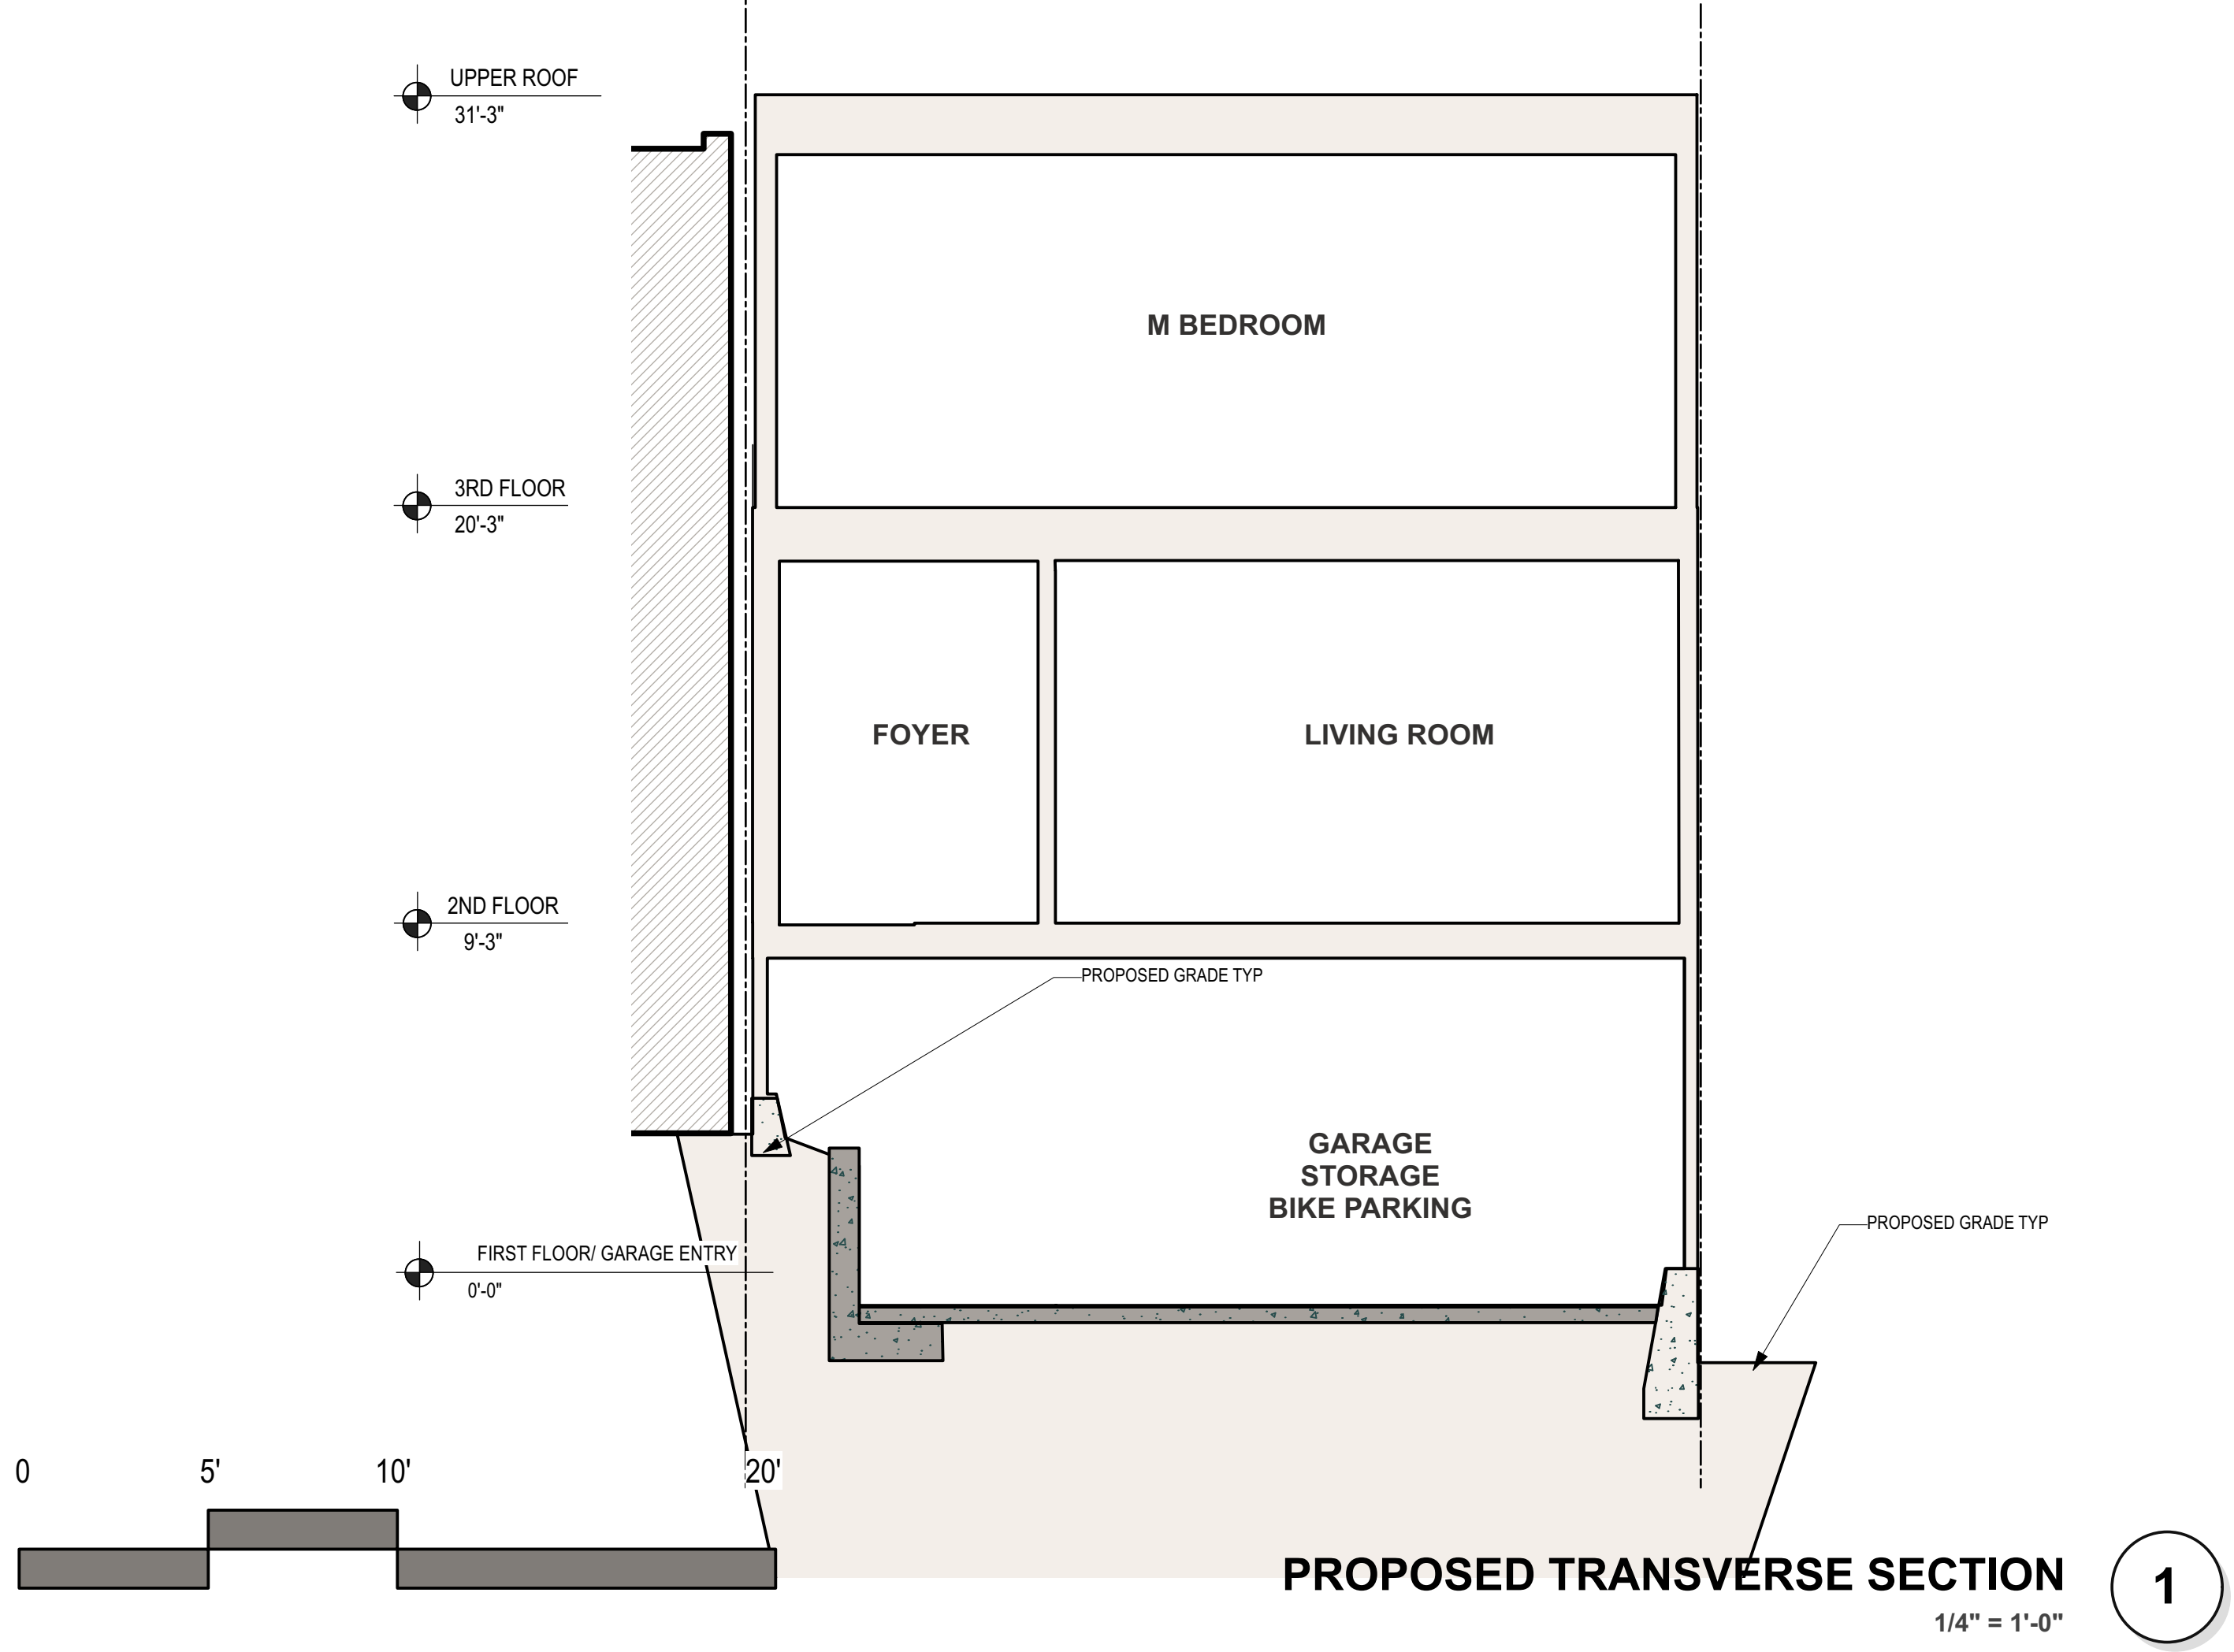 UPPER ROOF
31'-3"
M BEDROOM
3RD FLOOR
20'-3"
FOYER
LIVING ROOM
2ND FLOOR
9'-3"
PROPOSED GRADE TYP
GARAGE
STORAGE
BIKE PARKING
PROPOSED GRADE TYP
FIRST FLOOR/ GARAGE ENTRY
0'-0"
0 5' 10' 20'
PROPOSED TRANSVERSE SECTION
1
1/4" = 1'-0"